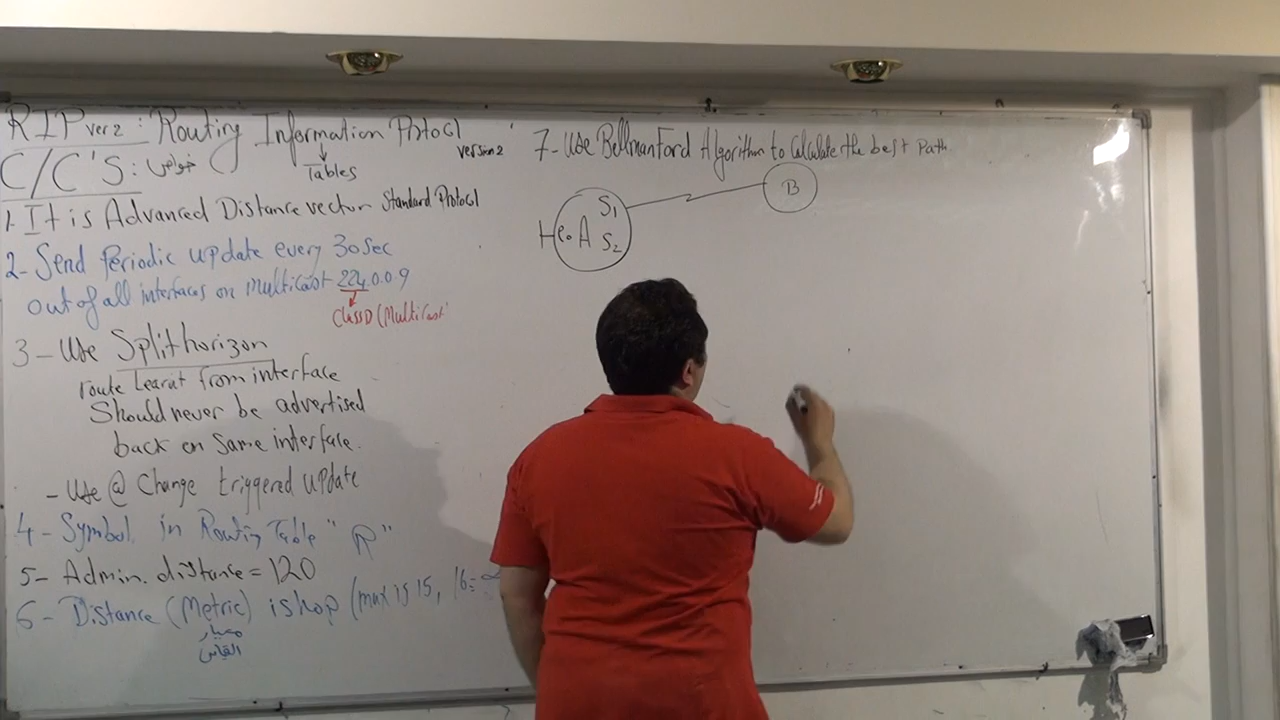 RIP ver2 : Routing Information Prtocl version2
Tables
C/C'S : خواص
1. It is Advanced Distance vector Standard Protocol
2- Send Periodic update every 30sec
out of all interfaces on multicast 224.0.0.9
Class D (Multicast
3- Use Split horizon
route Learnt from interface
Should never be advertised
back on Same interface.
- Use @ Change triggered update
4- Symbol in Routing Table "R"
5- Admin. distance = 120
6- Distance (Metric) is hop (max is 15, 16=∞
معيار
القياس
7- Use BellmanFord Algorithm to Calculate the best Path
B
S1
e0 A S2